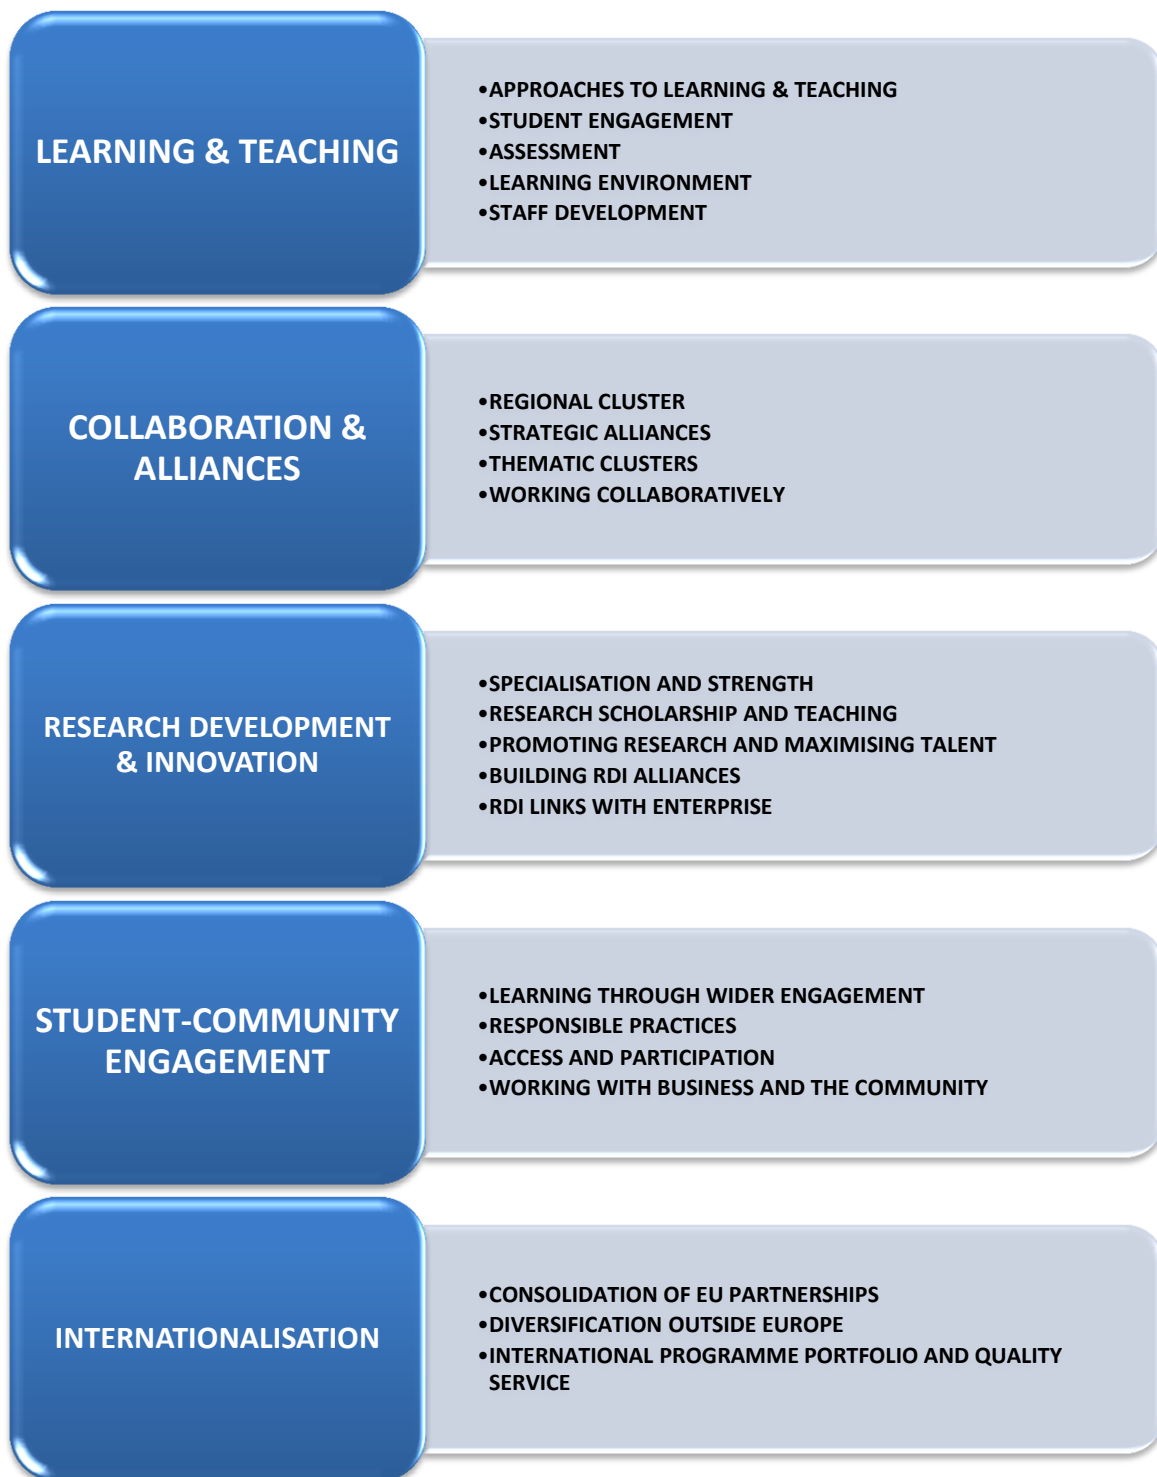 LEARNING & TEACHING
•APPROACHES TO LEARNING & TEACHING
•STUDENT ENGAGEMENT
•ASSESSMENT
•LEARNING ENVIRONMENT
•STAFF DEVELOPMENT
COLLABORATION &
ALLIANCES
•REGIONAL CLUSTER
•STRATEGIC ALLIANCES
•THEMATIC CLUSTERS
•WORKING COLLABORATIVELY
RESEARCH DEVELOPMENT
& INNOVATION
•SPECIALISATION AND STRENGTH
•RESEARCH SCHOLARSHIP AND TEACHING
•PROMOTING RESEARCH AND MAXIMISING TALENT
•BUILDING RDI ALLIANCES
•RDI LINKS WITH ENTERPRISE
STUDENT-COMMUNITY
ENGAGEMENT
•LEARNING THROUGH WIDER ENGAGEMENT
•RESPONSIBLE PRACTICES
•ACCESS AND PARTICIPATION
•WORKING WITH BUSINESS AND THE COMMUNITY
INTERNATIONALISATION
•CONSOLIDATION OF EU PARTNERSHIPS
•DIVERSIFICATION OUTSIDE EUROPE
•INTERNATIONAL PROGRAMME PORTFOLIO AND QUALITY
SERVICE